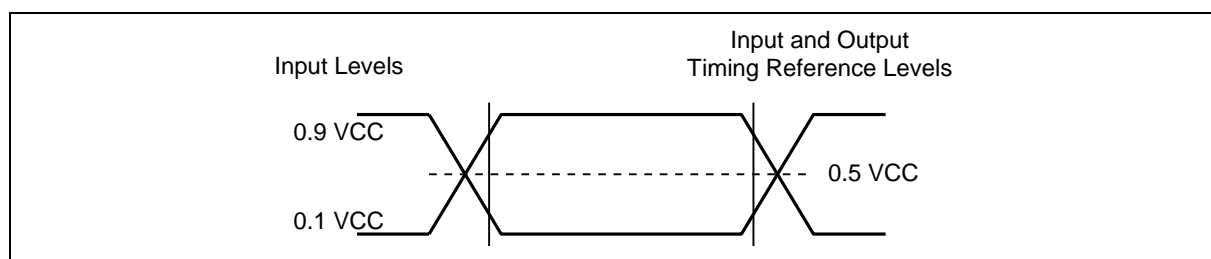 Input Levels
Input and Output
Timing Reference Levels
0.9 VCC
0.5 VCC
0.1 VCC